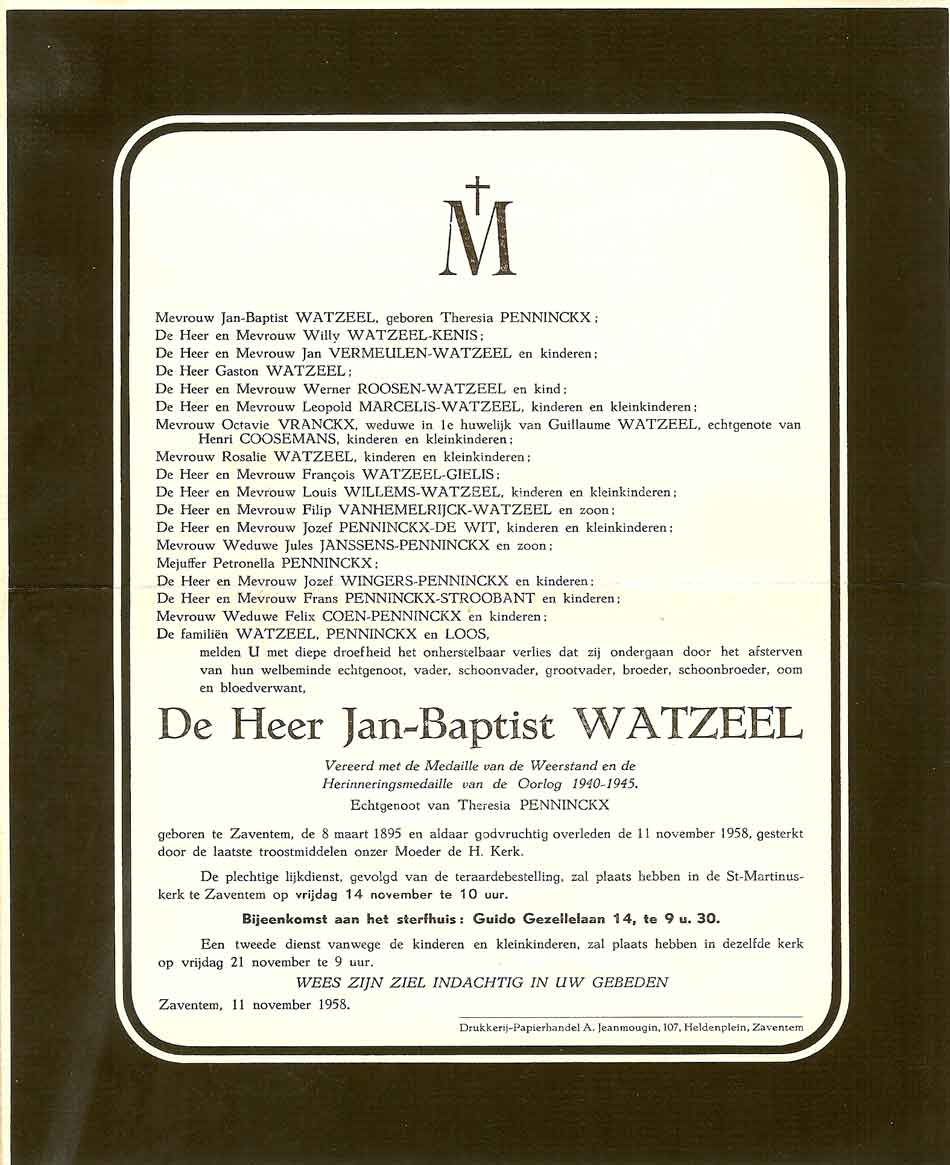 M
Mevrouw Jan-Baptist WATZEEL, geboren Theresia PENNINCKX;
De Heer en Mevrouw Willy WATZEEL-KENIS;
De Heer en Mevrouw Jan VERMEULEN-WATZEEL en kinderen;
De Heer Gaston WATZEEL;
De Heer en Mevrouw Werner ROOSEN-WATZEEL en kind;
De Heer en Mevrouw Leopold MARCELIS-WATZEEL, kinderen en kleinkinderen;
Mevrouw Octavie VRANCKX, weduwe in 1e huwelijk van Guillaume WATZEEL, echtgenote van
Henri COOSEMANS, kinderen en kleinkinderen;
Mevrouw Rosalie WATZEEL, kinderen en kleinkinderen;
De Heer en Mevrouw François WATZEEL-GIELIS;
De Heer en Mevrouw Louis WILLEMS-WATZEEL, kinderen en kleinkinderen;
De Heer en Mevrouw Filip VANHEMELRIJCK-WATZEEL en zoon;
De Heer en Mevrouw Jozef PENNINCKX-DE WIT, kinderen en kleinkinderen;
Mevrouw Weduwe Jules JANSSENS-PENNINCKX en zoon;
Mejuffer Petronella PENNINCKX;
De Heer en Mevrouw Jozef WINGERS-PENNINCKX en kinderen;
De Heer en Mevrouw Frans PENNINCKX-STROOBANT en kinderen;
Mevrouw Weduwe Felix COEN-PENNINCKX en kinderen;
De familiën WATZEEL, PENNINCKX en LOOS,
melden U met diepe droefheid het onherstelbaar verlies dat zij ondergaan door het afsterven
van hun welbeminde echtgenoot, vader, schoonvader, grootvader, broeder, schoonbroeder, oom
en bloedverwant,
De Heer Jan-Baptist WATZEEL
Vereerd met de Medaille van de Weerstand en de
Herinneringsmedaille van de Oorlog 1940-1945.
Echtgenoot van Theresia PENNINCKX
geboren te Zaventem, de 8 maart 1895 en aldaar godvruchtig overleden de 11 november 1958, gesterkt
door de laatste troostmiddelen onzer Moeder de H. Kerk.
De plechtige lijkdienst, gevolgd van de teraardebestelling, zal plaats hebben in de St-Martinus-
kerk te Zaventem op vrijdag 14 november te 10 uur.
Bijeenkomst aan het sterfhuis: Guido Gezellelaan 14, te 9 u. 30.
Een tweede dienst vanwege de kinderen en kleinkinderen, zal plaats hebben in dezelfde kerk
op vrijdag 21 november te 9 uur.
WEES ZIJN ZIEL INDACHTIG IN UW GEBEDEN
Zaventem, 11 november 1958.
Drukkerij-Papierhandel A. Jeanmougin, 107, Heldenplein, Zaventem